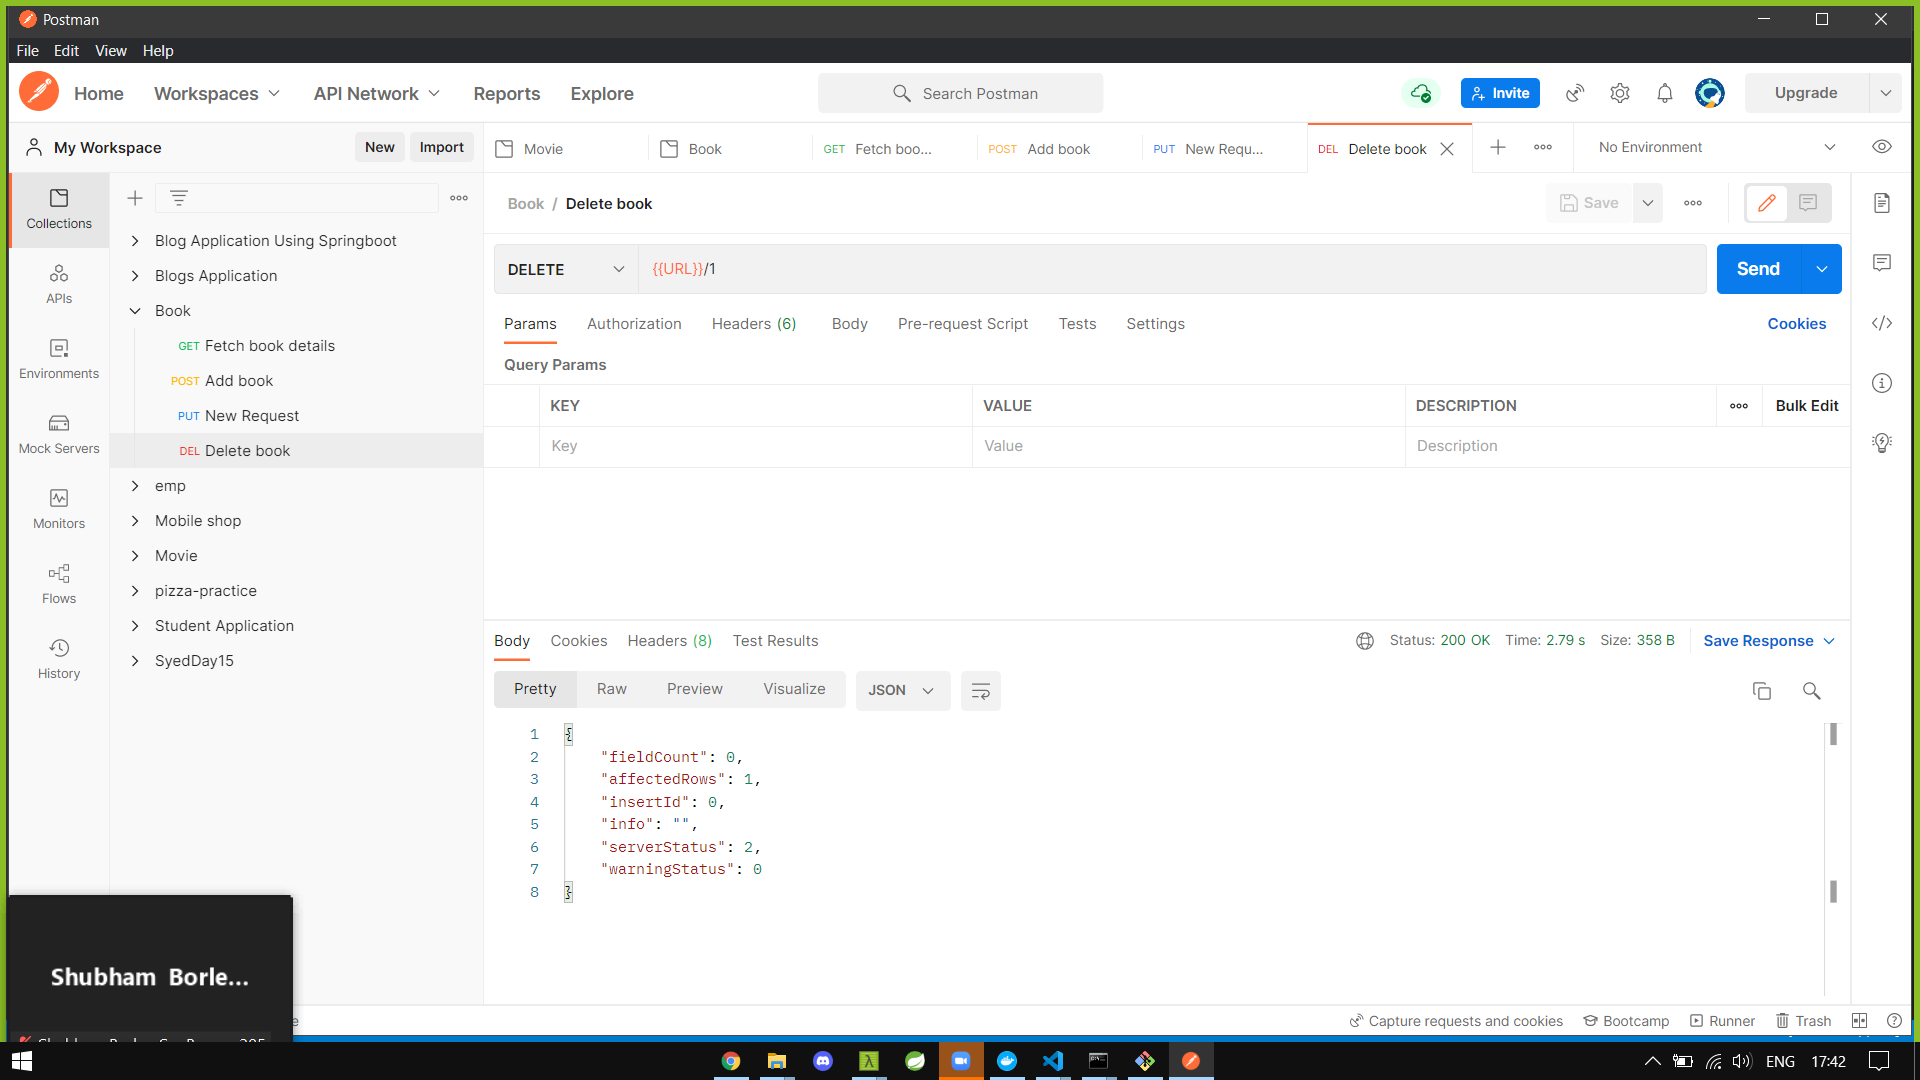 Postman
File Edit View Help
Home Workspaces API Network Reports Explore Search Postman Invite Upgrade
My Workspace New Import
Movie Book GET Fetch boo... POST Add book PUT New Requ... DEL Delete book No Environment
Collections
APIs
Environments
Mock Servers
Monitors
Flows
History
Blog Application Using Springboot
Blogs Application
Book
GET Fetch book details
POST Add book
PUT New Request
DEL Delete book
emp
Mobile shop
Movie
pizza-practice
Student Application
SyedDay15
Book / Delete book Save
DELETE {{URL}}/1 Send
Params Authorization Headers (6) Body Pre-request Script Tests Settings Cookies
Query Params
KEY VALUE DESCRIPTION Bulk Edit
Key Value Description
Body Cookies Headers (8) Test Results Status: 200 OK Time: 2.79 s Size: 358 B Save Response
Pretty Raw Preview Visualize JSON
1 {
2 "fieldCount": 0,
3 "affectedRows": 1,
4 "insertId": 0,
5 "info": "",
6 "serverStatus": 2,
7 "warningStatus": 0
8 }
Shubham Borle...
Capture requests and cookies Bootcamp Runner Trash
ENG 17:42